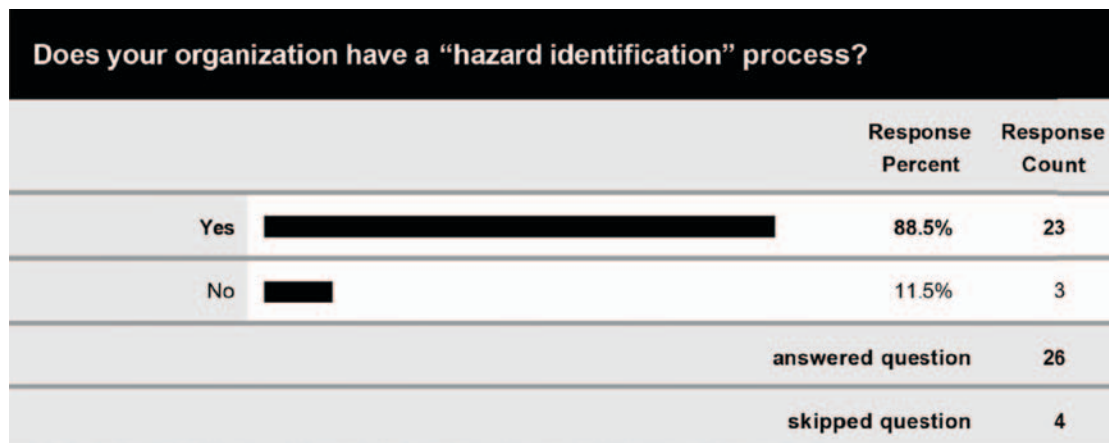 Does your organization have a “hazard identification” process?
Response Response
Percent Count
Yes 88.5% 23
No 11.5% 3
answered question 26
skipped question 4